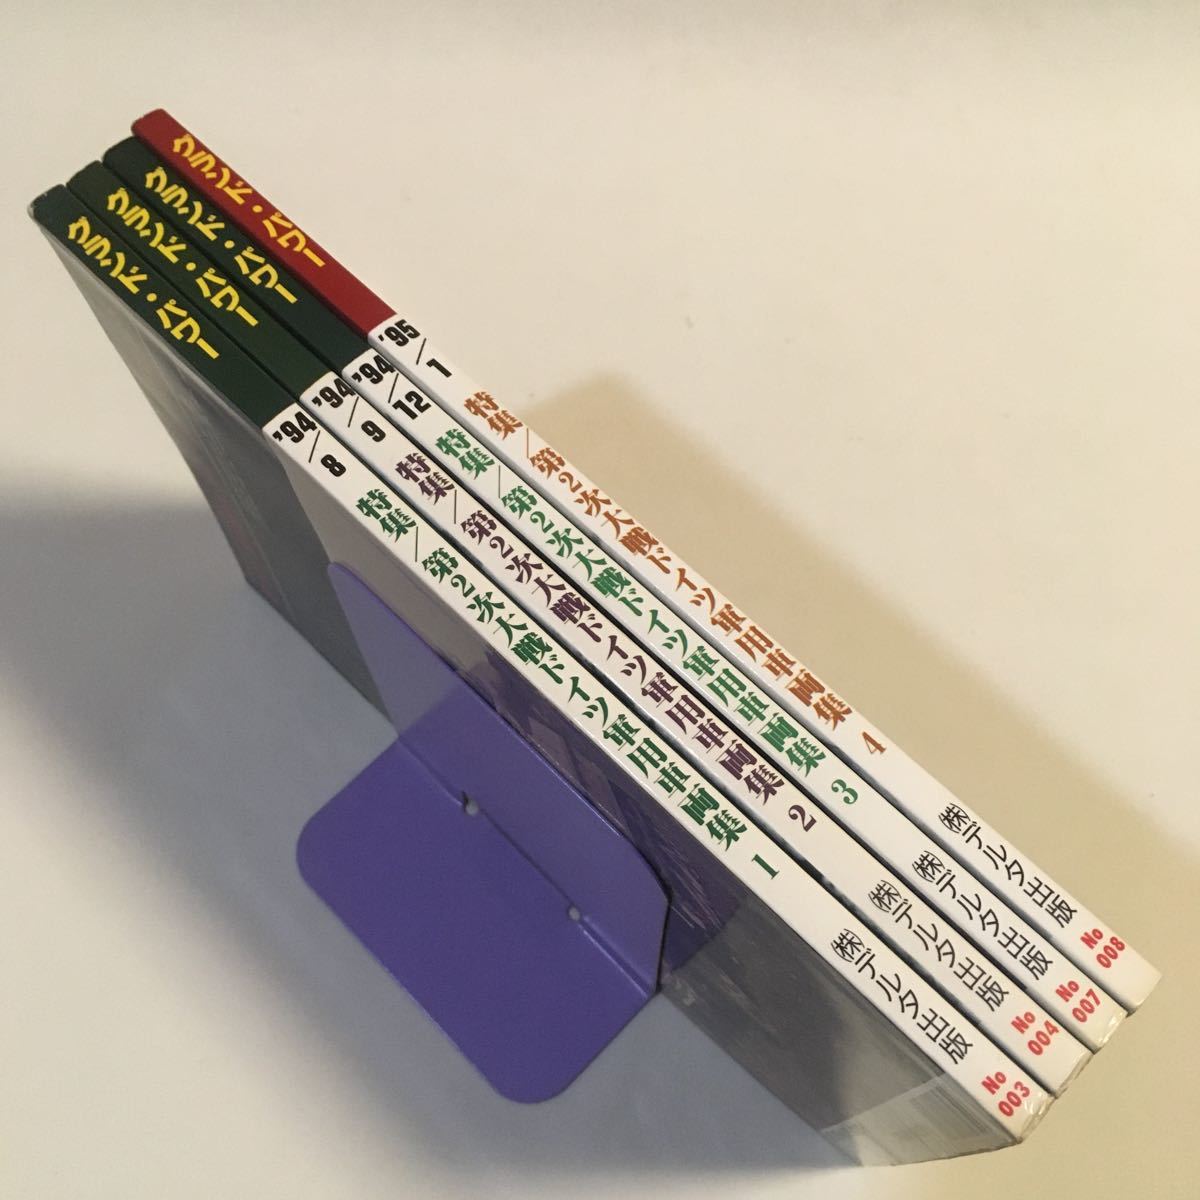 グランド・パワー '94/8 特集/第2次大戦ドイツ軍用車両集 1 ㈱デルタ出版 No 003
グランド・パワー '94/9 特集/第2次大戦ドイツ軍用車両集 2 ㈱デルタ出版 No 004
グランド・パワー '94/12 特集/第2次大戦ドイツ軍用車両集 3 ㈱デルタ出版 No 007
グランド・パワー '95/1 特集/第2次大戦ドイツ軍用車両集 4 ㈱デルタ出版 No 008